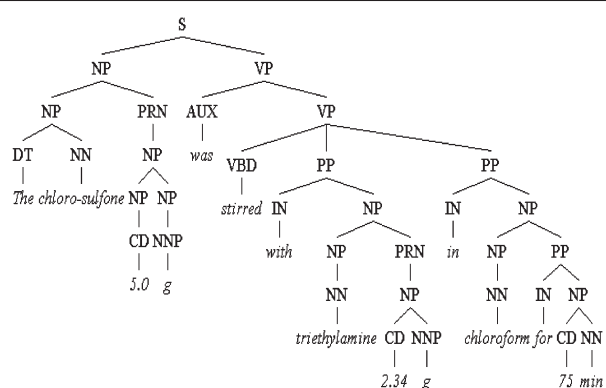 S
NP VP
NP PRN AUX VP
DT NN NP was VBD PP PP
The chloro-sulfone NP NP stirred IN NP IN NP
CD NNP with NP PRN in NP PP
5.0 g NN NP NN IN NP
triethylamine CD NNP chloroform for CD NN
2.34 g 75 min